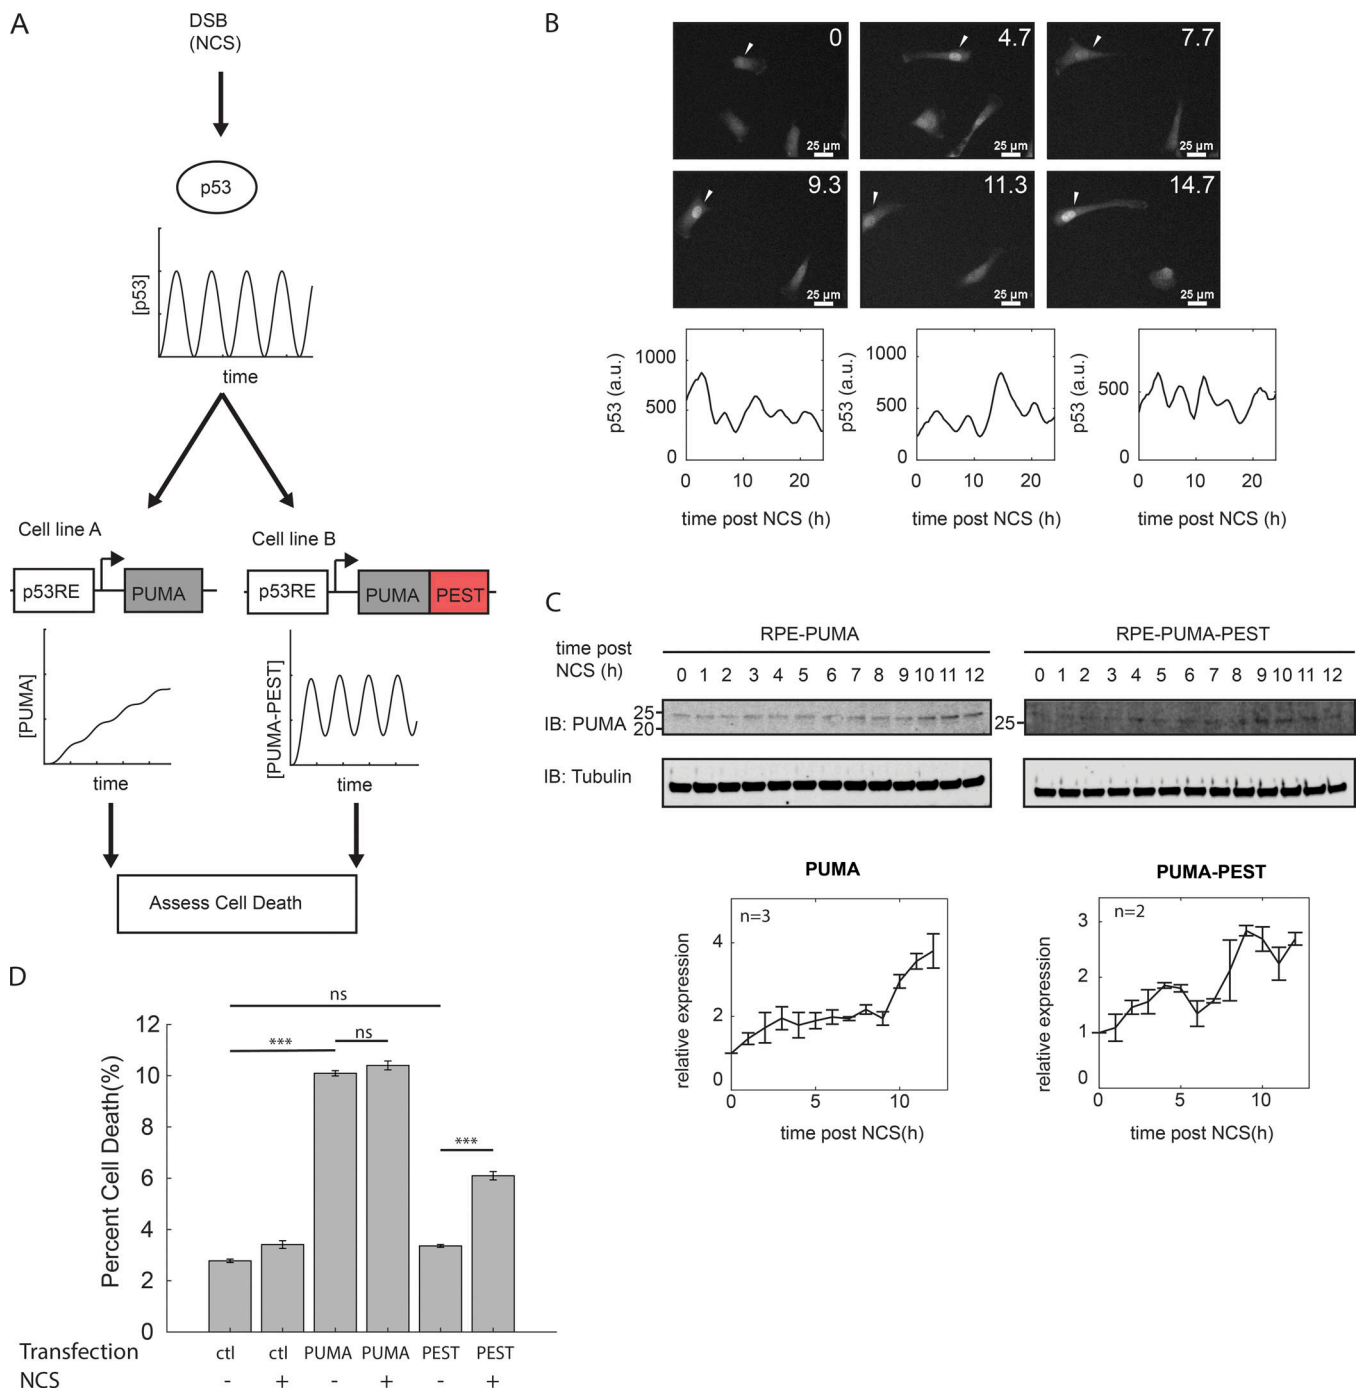 A
DSB
(NCS)
p53
[p53]
time
Cell line A
Cell line B
p53RE
PUMA
p53RE
PUMA
PEST
[PUMA]
time
[PUMA-PEST]
time
Assess Cell Death
B
0
25 µm
4.7
25 µm
7.7
25 µm
9.3
25 µm
11.3
25 µm
14.7
25 µm
p53 (a.u.)
1000
500
0
0 10 20
time post NCS (h)
p53 (a.u.)
1000
500
0
0 10 20
time post NCS (h)
p53 (a.u.)
500
0
0 10 20
time post NCS (h)
C
RPE-PUMA
RPE-PUMA-PEST
time post
NCS (h)
0 1 2 3 4 5 6 7 8 9 10 11 12
0 1 2 3 4 5 6 7 8 9 10 11 12
IB: PUMA
25
20
25
IB: Tubulin
PUMA
n=3
relative expression
4
2
0
0 5 10
time post NCS(h)
PUMA-PEST
n=2
relative expression
3
2
1
0
0 5 10
time post NCS(h)
D
ns
*** ns
***
Percent Cell Death(%)
12
10
8
6
4
2
0
Transfection ctl ctl PUMA PUMA PEST PEST
NCS - + - + - +